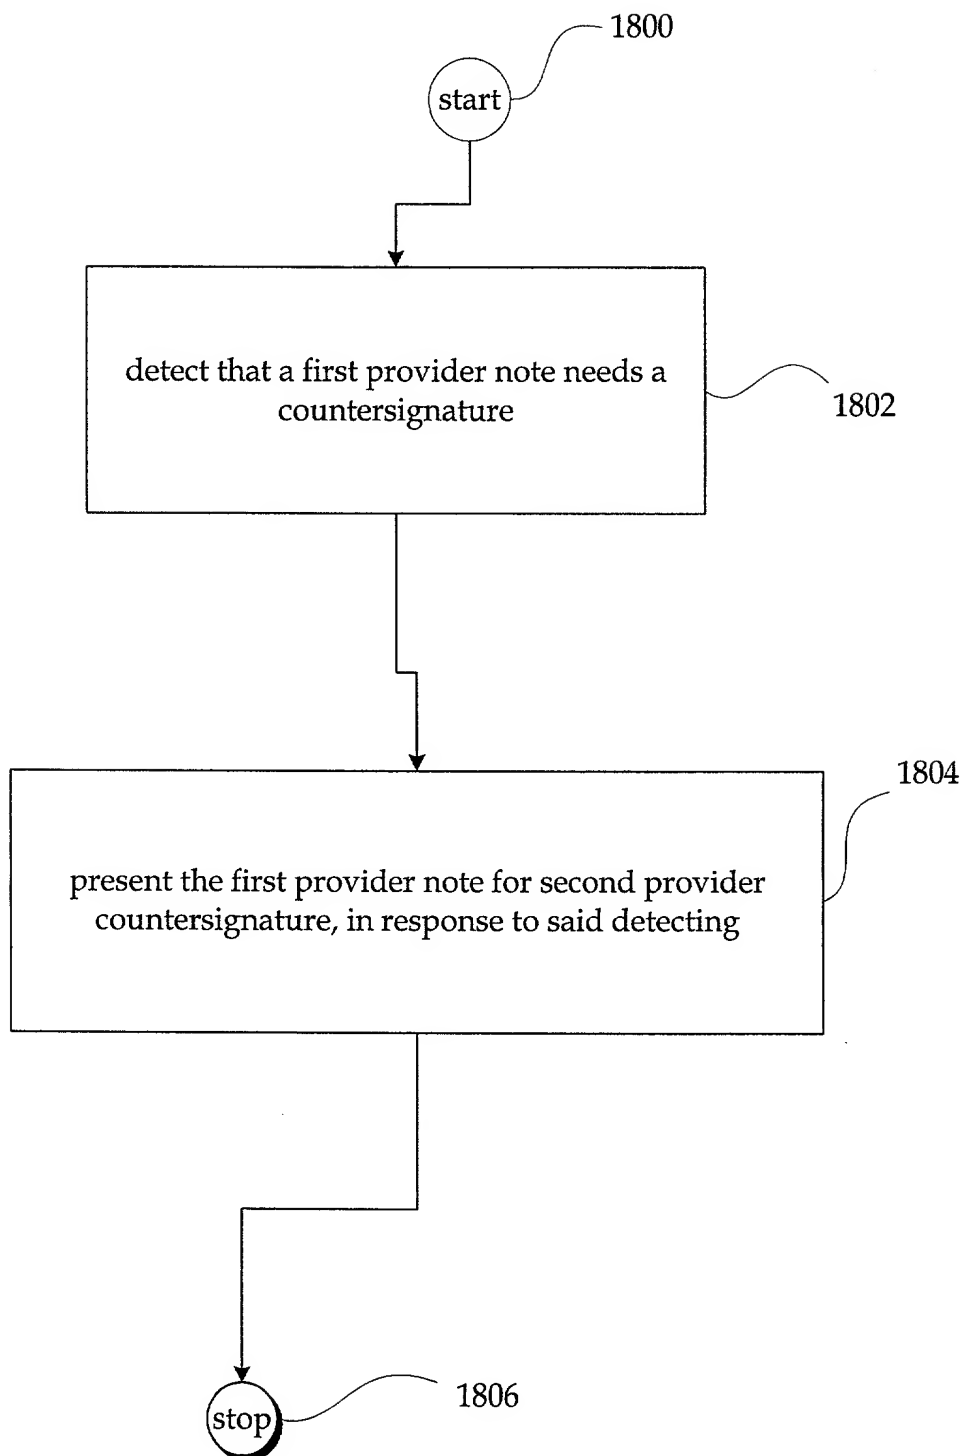 1800
start
detect that a first provider note needs a
countersignature
1802
1804
present the first provider note for second provider
countersignature, in response to said detecting
1806
stop